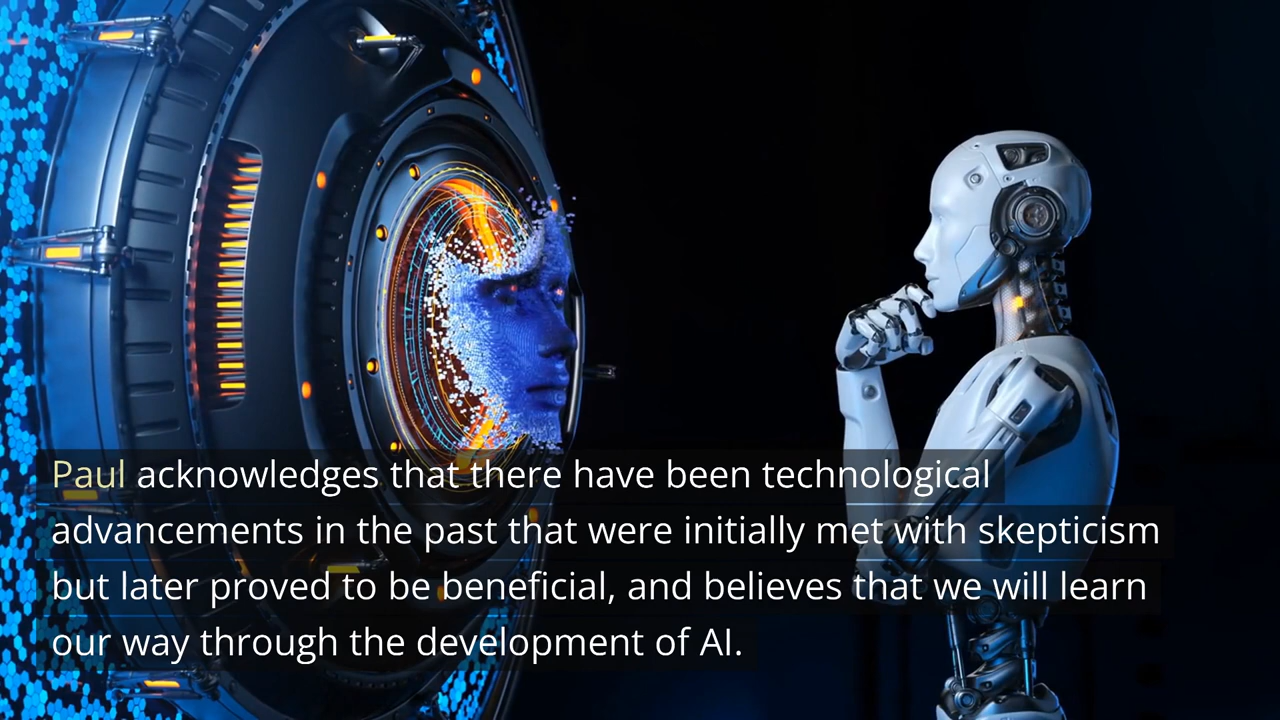 Paul acknowledges that there have been technological
advancements in the past that were initially met with skepticism
but later proved to be beneficial, and believes that we will learn
our way through the development of AI.